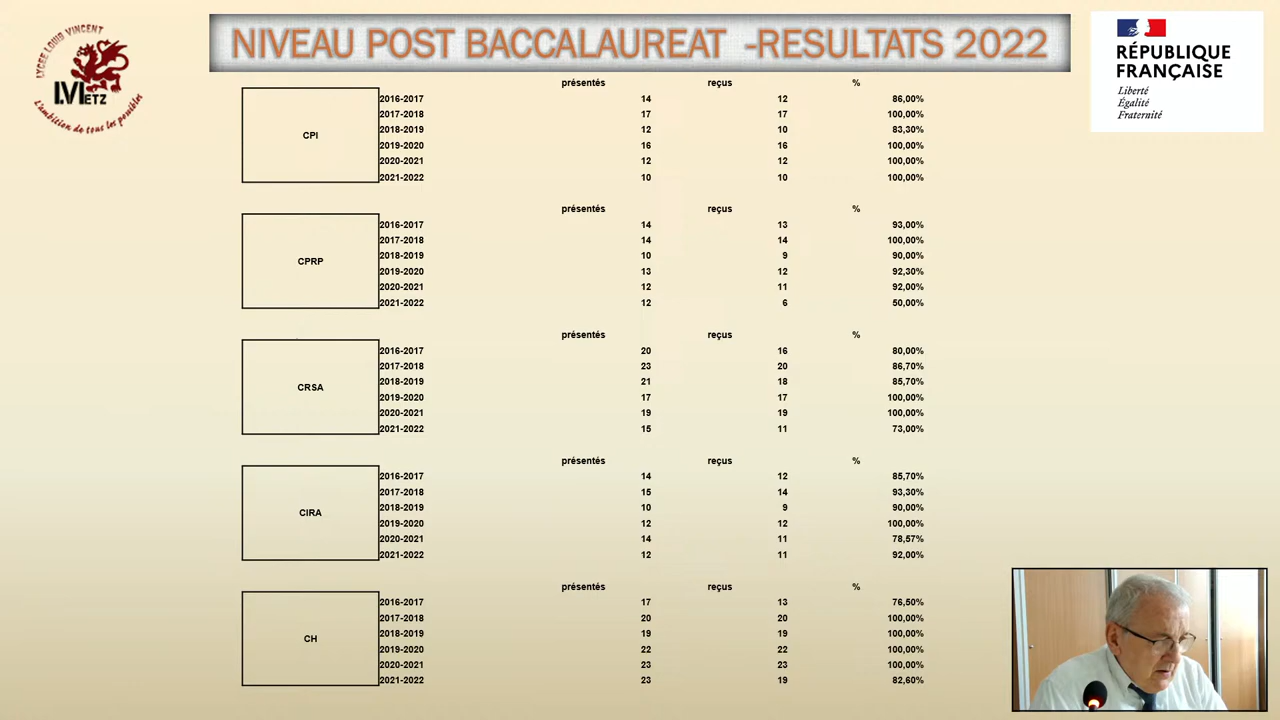 LYCEE LOUIS VINCENT
METZ
L'ambition de tous les possibles
NIVEAU POST BACCALAUREAT -RESULTATS 2022
RÉPUBLIQUE
FRANÇAISE
Liberté
Égalité
Fraternité
présentés reçus %
CPI
2016-2017 14 12 86,00%
2017-2018 17 17 100,00%
2018-2019 12 10 83,30%
2019-2020 16 16 100,00%
2020-2021 12 12 100,00%
2021-2022 10 10 100,00%
présentés reçus %
CPRP
2016-2017 14 13 93,00%
2017-2018 14 14 100,00%
2018-2019 10 9 90,00%
2019-2020 13 12 92,30%
2020-2021 12 11 92,00%
2021-2022 12 6 50,00%
présentés reçus %
CRSA
2016-2017 20 16 80,00%
2017-2018 23 20 86,70%
2018-2019 21 18 85,70%
2019-2020 17 17 100,00%
2020-2021 19 19 100,00%
2021-2022 15 11 73,00%
présentés reçus %
CIRA
2016-2017 14 12 85,70%
2017-2018 15 14 93,30%
2018-2019 10 9 90,00%
2019-2020 12 12 100,00%
2020-2021 14 11 78,57%
2021-2022 12 11 92,00%
présentés reçus %
CH
2016-2017 17 13 76,50%
2017-2018 20 20 100,00%
2018-2019 19 19 100,00%
2019-2020 22 22 100,00%
2020-2021 23 23 100,00%
2021-2022 23 19 82,60%